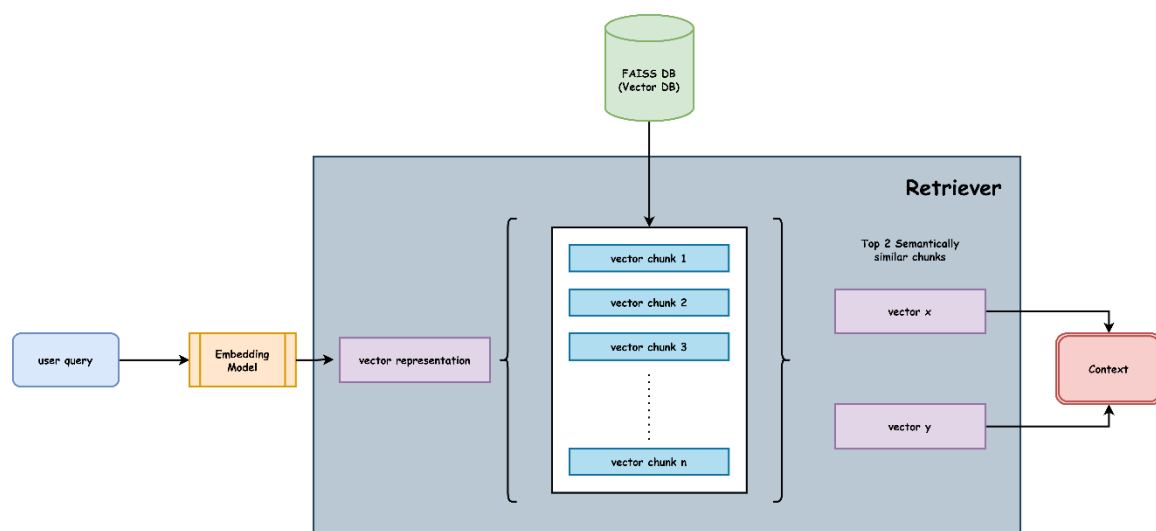 FAISS DB
(Vector DB)
Retriever
Top 2 Semantically
similar chunks
vector chunk 1
vector chunk 2
vector chunk 3
vector chunk n
user query
Embedding
Model
vector representation
vector x
vector y
Context